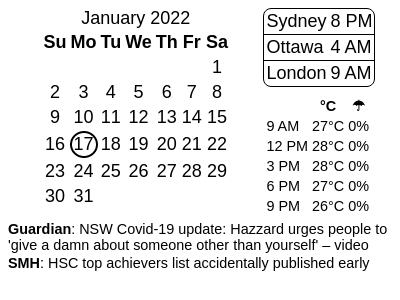 January 2022
Su Mo Tu We Th Fr Sa
1
2 3 4 5 6 7 8
9 10 11 12 13 14 15
16 17 18 19 20 21 22
23 24 25 26 27 28 29
30 31
Sydney 8 PM
Ottawa 4 AM
London 9 AM
°C ☂
9 AM 27°C 0%
12 PM 28°C 0%
3 PM 28°C 0%
6 PM 27°C 0%
9 PM 26°C 0%
Guardian: NSW Covid-19 update: Hazzard urges people to
'give a damn about someone other than yourself' – video
SMH: HSC top achievers list accidentally published early